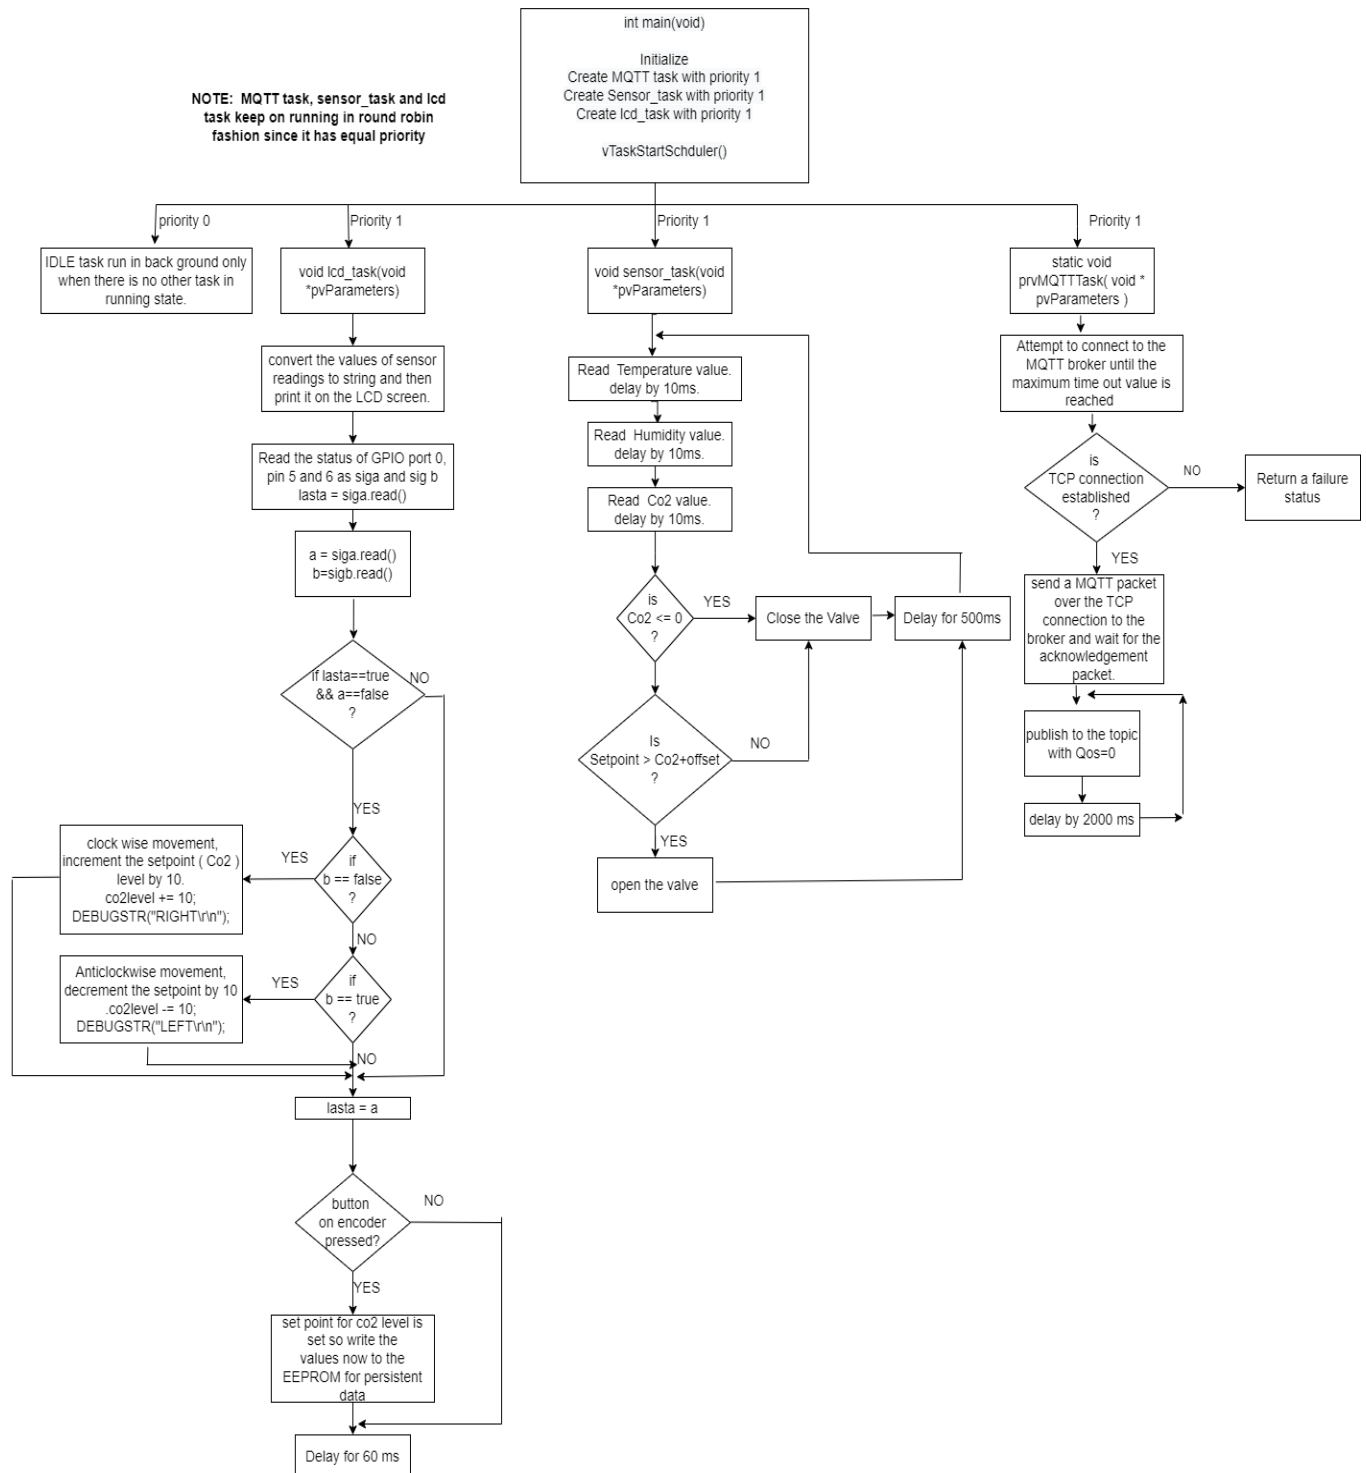 int main(void)
Initialize
Create MQTT task with priority 1
Create Sensor_task with priority 1
Create lcd_task with priority 1
vTaskStartSchduler()
NOTE:  MQTT task, sensor_task and lcd
task keep on running in round robin
fashion since it has equal priority
priority 0
Priority 1
Priority 1
Priority 1
IDLE task run in back ground only
when there is no other task in
running state.
void lcd_task(void
*pvParameters)
convert the values of sensor
readings to string and then
print it on the LCD screen.
Read the status of GPIO port 0,
pin 5 and 6 as siga and sig b
lasta = siga.read()
a = siga.read()
b=sigb.read()
if lasta==true
&& a==false
?
NO
YES
if
b == false
?
YES
clock wise movement,
increment the setpoint ( Co2 )
level by 10.
co2level += 10;
DEBUGSTR("RIGHT\r\n");
NO
if
b == true
?
YES
Anticlockwise movement,
decrement the setpoint by 10
.co2level -= 10;
DEBUGSTR("LEFT\r\n");
NO
lasta = a
button
on encoder
pressed?
NO
YES
set point for co2 level is
set so write the
values now to the
EEPROM for persistent
data
Delay for 60 ms
void sensor_task(void
*pvParameters)
Read  Temperature value.
delay by 10ms.
Read  Humidity value.
delay by 10ms.
Read  Co2 value.
delay by 10ms.
is
Co2 <= 0
?
YES
Close the Valve
Delay for 500ms
Is
Setpoint > Co2+offset
?
NO
YES
open the valve
static void
prvMQTTTask( void *
pvParameters )
Attempt to connect to the
MQTT broker until the
maximum time out value is
reached
is
TCP connection
established
?
NO
Return a failure
status
YES
send a MQTT packet
over the TCP
connection to the
broker and wait for the
acknowledgement
packet.
publish to the topic
with Qos=0
delay by 2000 ms